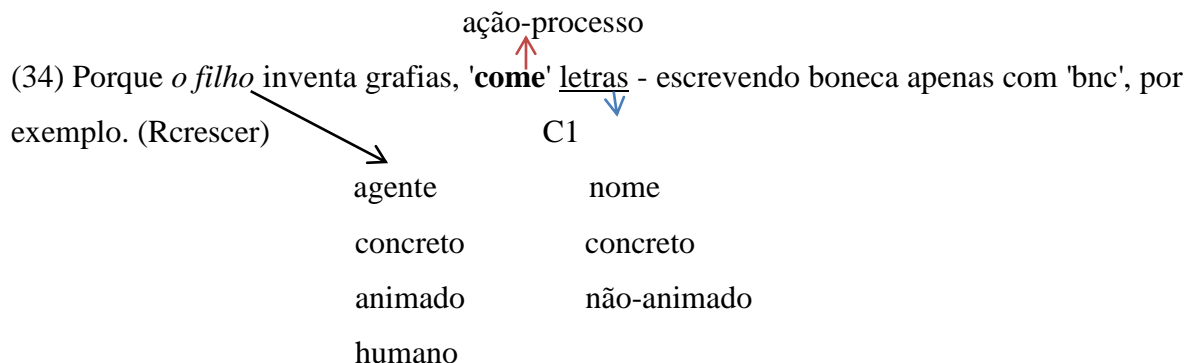 ação-processo
(34) Porque o filho inventa grafias, 'come' letras - escrevendo boneca apenas com 'bnc', por
exemplo. (Rcrescer) C1
agente nome
concreto concreto
animado não-animado
humano